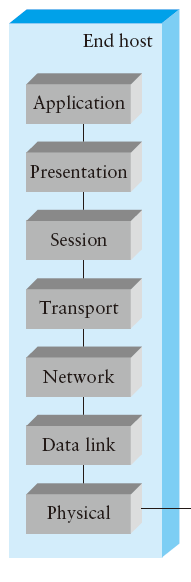 End host
Application
Presentation
Session
Transport
Network
Data link
Physical